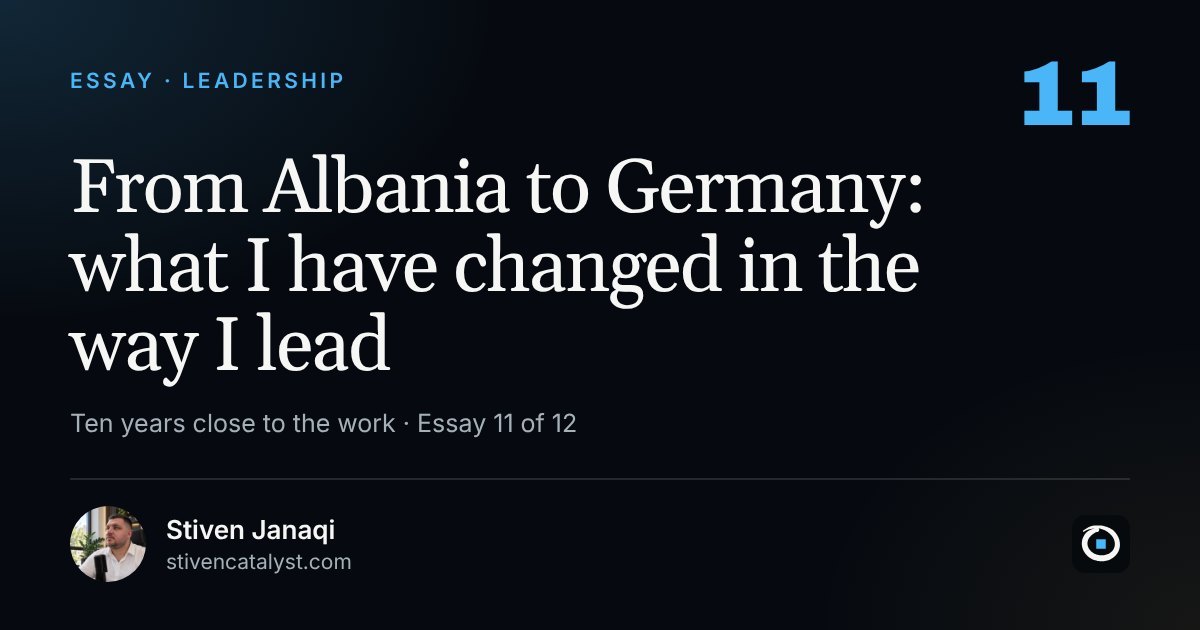 ESSAY · LEADERSHIP
11
From Albania to Germany:
what I have changed in the
way I lead
Ten years close to the work · Essay 11 of 12
Stiven Janaqi
stivencatalyst.com